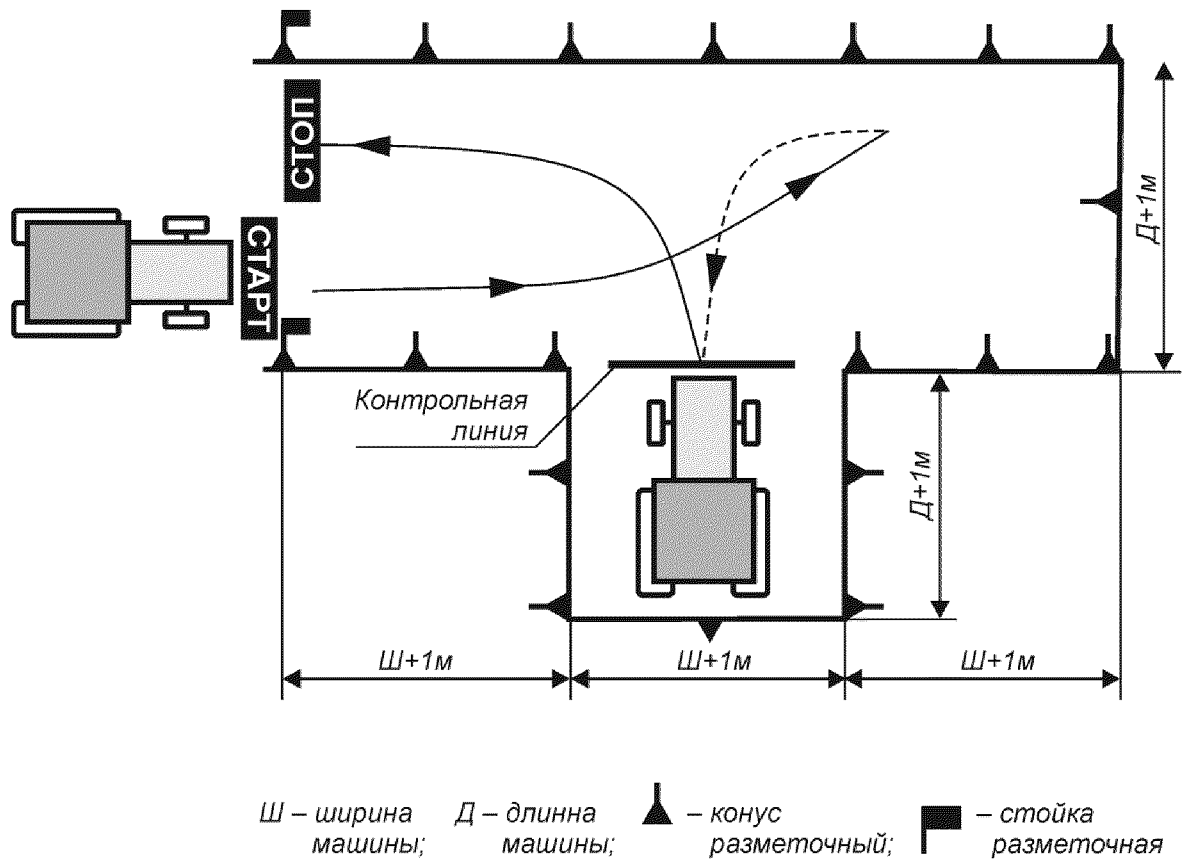 СТОП
СТАРТ
Д+1м
Контрольная
линия
Д+1м
Ш+1м
Ш+1м
Ш+1м
Ш – ширина
машины;
Д – длинна
машины;
– конус
разметочный;
– стойка
разметочная